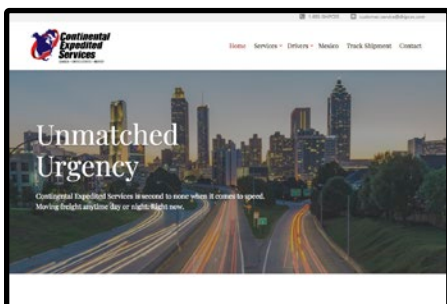 Continental
Expedited
Services
Home Services Drivers Mexico Track Shipment Contact
Unmatched
Urgency
Continental Expedited Services is second to none when it comes to speed.
Moving freight anytime day or night. Right now.